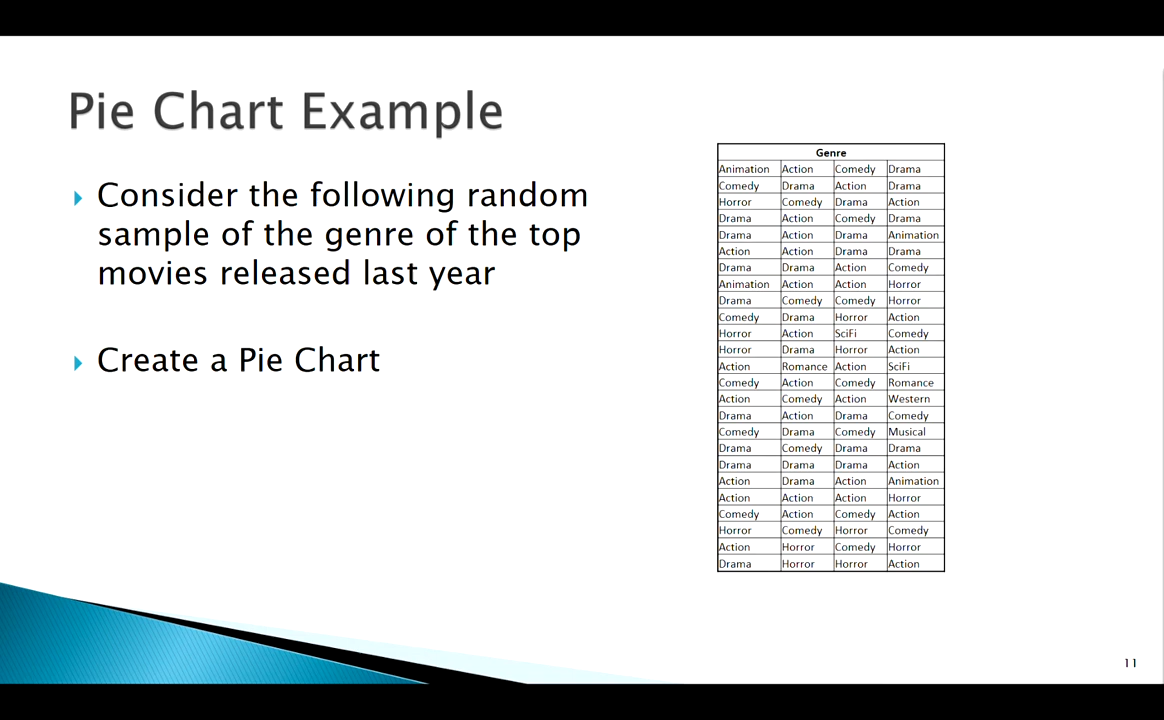 Pie Chart Example
Consider the following random
sample of the genre of the top
movies released last year
Create a Pie Chart
Genre
Animation Action Comedy Drama
Comedy Drama Action Drama
Horror Comedy Drama Action
Drama Action Comedy Drama
Drama Action Drama Animation
Action Action Drama Drama
Drama Drama Action Comedy
Animation Action Action Horror
Drama Comedy Comedy Horror
Comedy Drama Horror Action
Horror Action SciFi Comedy
Horror Drama Horror Action
Action Romance Action SciFi
Comedy Action Comedy Romance
Action Comedy Action Western
Drama Action Drama Comedy
Comedy Drama Comedy Musical
Drama Comedy Drama Drama
Drama Drama Drama Action
Action Drama Action Animation
Action Action Action Horror
Comedy Action Comedy Action
Horror Comedy Horror Comedy
Action Horror Comedy Horror
Drama Horror Horror Action
11